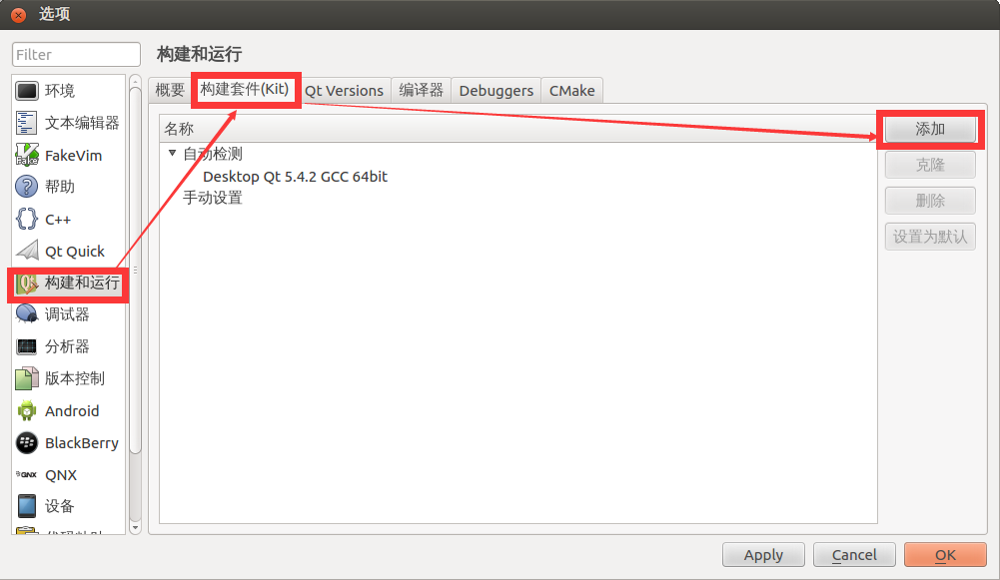 选项
Filter
环境
文本编辑器
FakeVim
帮助
C++
Qt Quick
构建和运行
调试器
分析器
版本控制
Android
BlackBerry
QNX
设备
构建和运行
概要 构建套件(Kit) Qt Versions 编译器 Debuggers CMake
名称
自动检测
Desktop Qt 5.4.2 GCC 64bit
手动设置
添加
克隆
删除
设置为默认
Apply Cancel OK